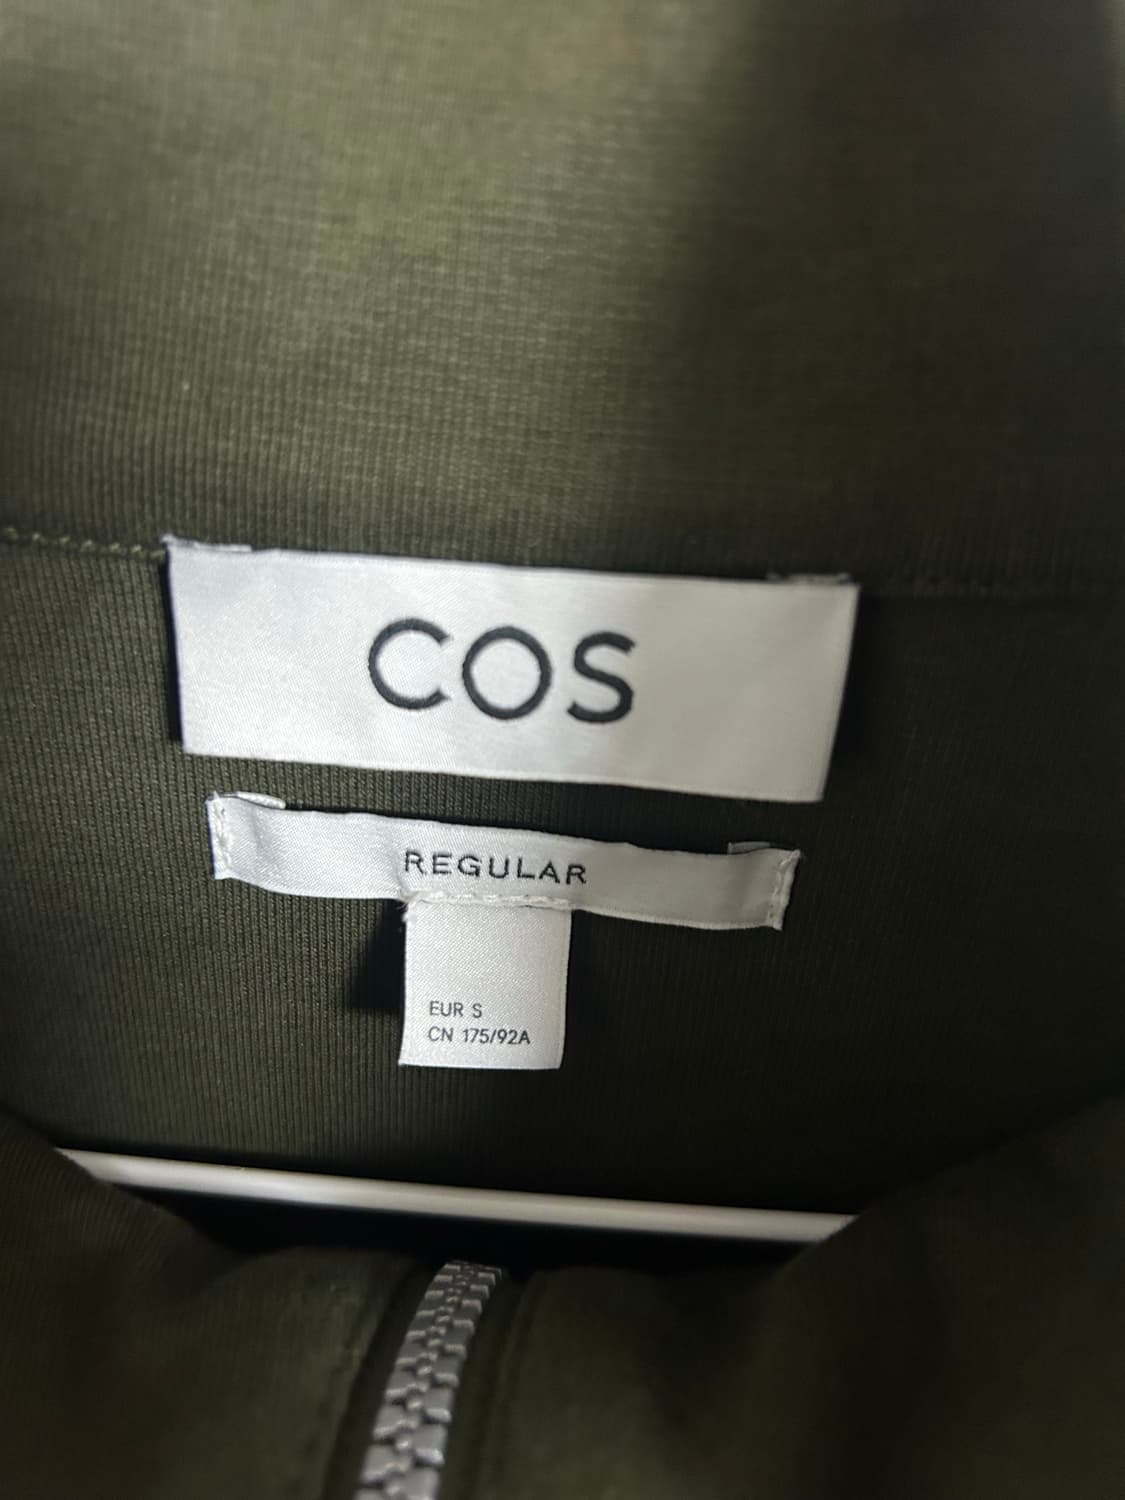 COS
REGULAR
EUR S
CN 175/92A